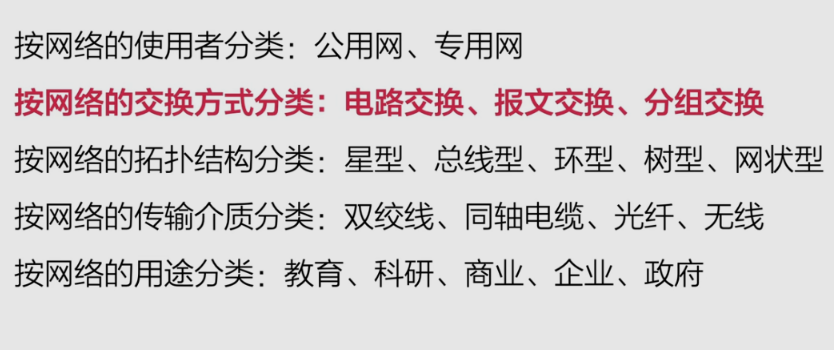 按网络的使用者分类：公用网、专用网
按网络的交换方式分类：电路交换、报文交换、分组交换
按网络的拓扑结构分类：星型、总线型、环型、树型、网状型
按网络的传输介质分类：双绞线、同轴电缆、光纤、无线
按网络的用途分类：教育、科研、商业、企业、政府